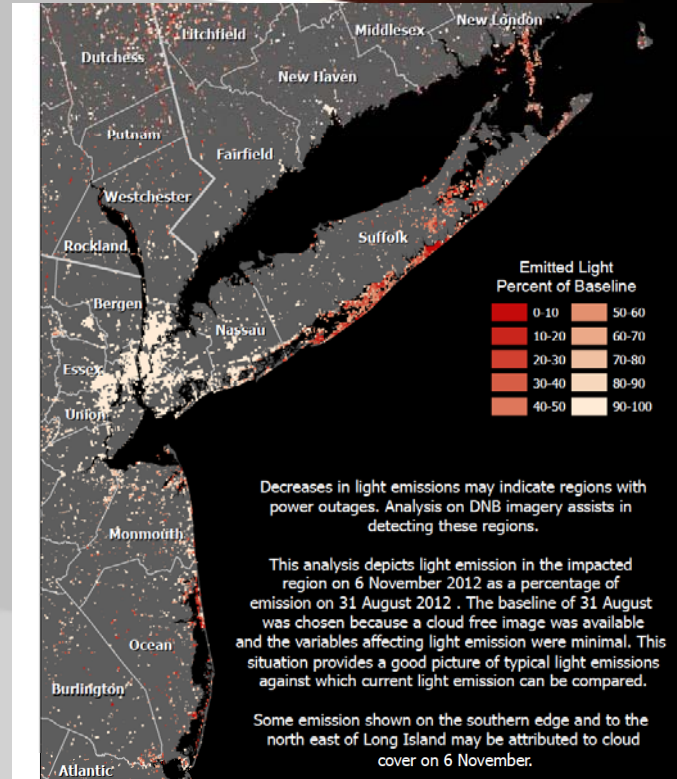 New London
Litchfield
Middlesex
Dutchess
New Haven
Putnam
Fairfield
Westchester
Suffolk
Rockland
Emitted Light
Percent of Baseline
Bergen
0-10 50-60
10-20 60-70
Nassau
20-30 70-80
Essex
30-40 80-90
40-50 90-100
Union
Decreases in light emissions may indicate regions with
power outages. Analysis on DNB imagery assists in
detecting these regions.
Monmouth
This analysis depicts light emission in the impacted
region on 6 November 2012 as a percentage of
emission on 31 August 2012 . The baseline of 31 August
was chosen because a cloud free image was available
and the variables affecting light emission were minimal. This
situation provides a good picture of typical light emissions
against which current light emission can be compared.
Ocean
Burlington
Some emission shown on the southern edge and to the
north east of Long Island may be attributed to cloud
cover on 6 November.
Atlantic